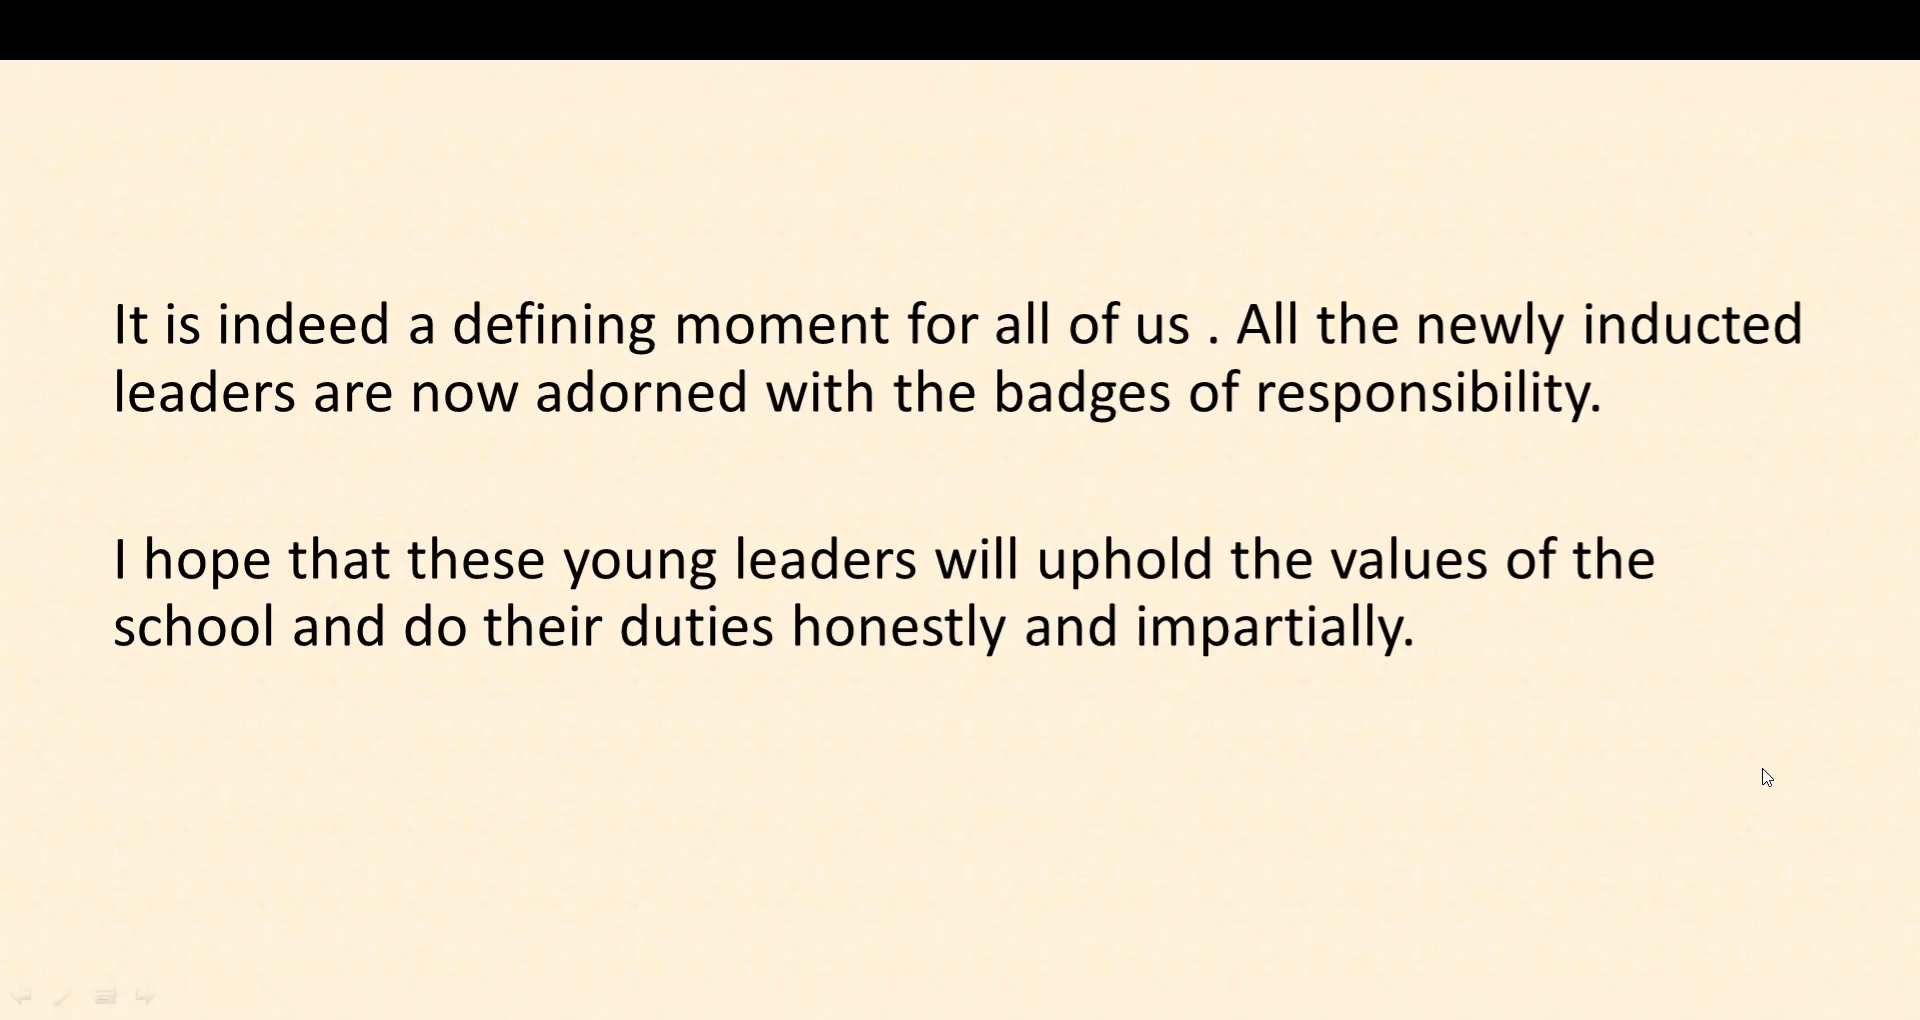 It is indeed a defining moment for all of us . All the newly inducted
leaders are now adorned with the badges of responsibility.
I hope that these young leaders will uphold the values of the
school and do their duties honestly and impartially.